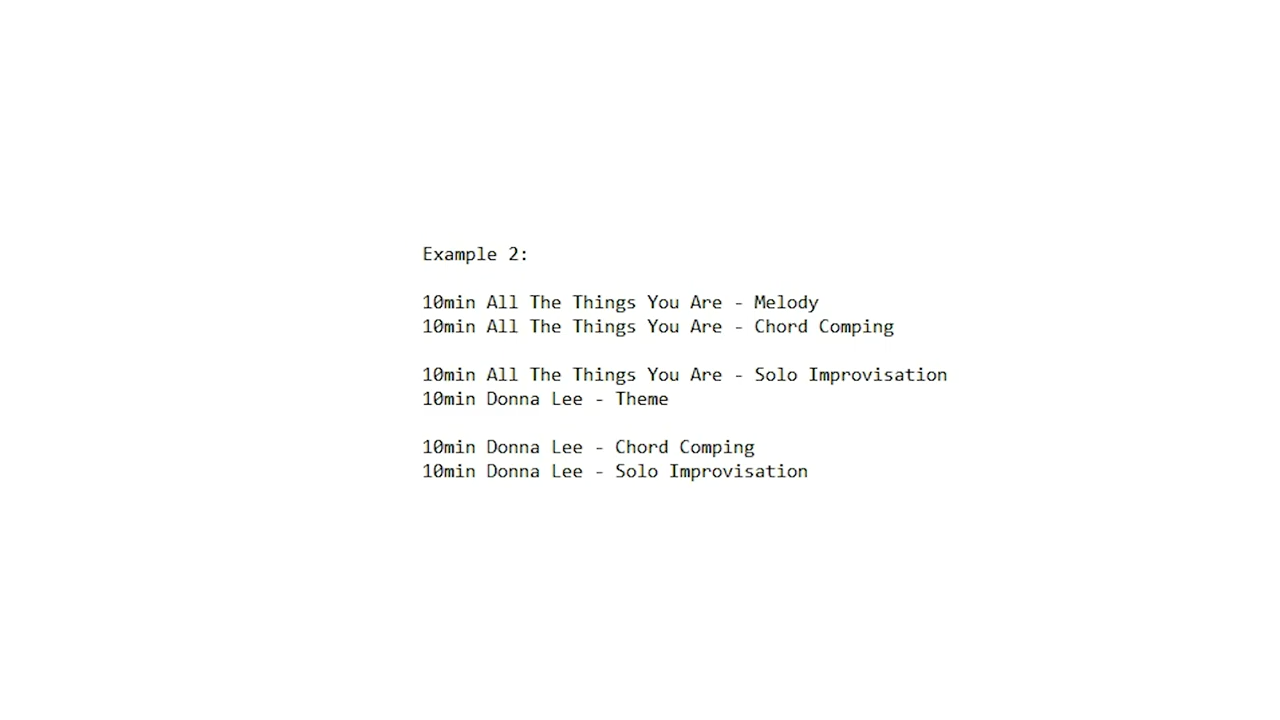 Example 2:
10min All The Things You Are - Melody
10min All The Things You Are - Chord Comping
10min All The Things You Are - Solo Improvisation
10min Donna Lee - Theme
10min Donna Lee - Chord Comping
10min Donna Lee - Solo Improvisation